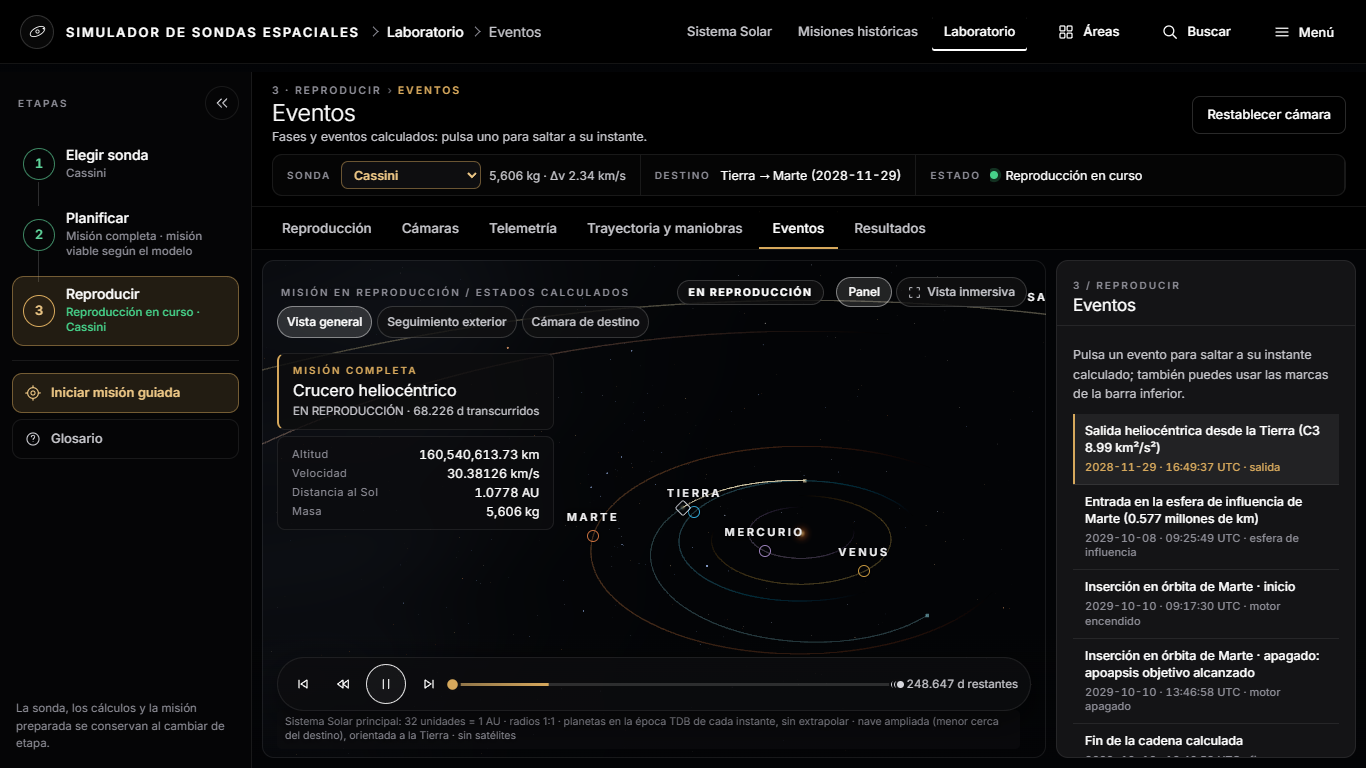 SIMULADOR DE SONDAS ESPACIALES > Laboratorio > Eventos
Sistema Solar Misiones históricas Laboratorio Áreas Buscar Menú
ETAPAS
1 Elegir sonda
Cassini
2 Planificar
Misión completa · misión
viable según el modelo
3 Reproducir
Reproducción en curso ·
Cassini
Iniciar misión guiada
Glosario
La sonda, los cálculos y la misión
preparada se conservan al cambiar de
etapa.
3 · REPRODUCIR › EVENTOS
Eventos
Fases y eventos calculados: pulsa uno para saltar a su instante.
Restablecer cámara
SONDA Cassini 5,606 kg · Δv 2.34 km/s DESTINO Tierra → Marte (2028-11-29) ESTADO Reproducción en curso
Reproducción Cámaras Telemetría Trayectoria y maniobras Eventos Resultados
MISIÓN EN REPRODUCCIÓN / ESTADOS CALCULADOS
EN REPRODUCCIÓN Panel Vista inmersiva SA
Vista general Seguimiento exterior Cámara de destino
MISIÓN COMPLETA
Crucero heliocéntrico
EN REPRODUCCIÓN · 68.226 d transcurridos
Altitud 160,540,613.73 km
Velocidad 30.38126 km/s
Distancia al Sol 1.0778 AU
Masa 5,606 kg
TIERRA
MARTE
MERCURIO
VENUS
248.647 d restantes
Sistema Solar principal: 32 unidades = 1 AU · radios 1:1 · planetas en la época TDB de cada instante, sin extrapolar · nave ampliada (menor cerca
del destino), orientada a la Tierra · sin satélites
3 / REPRODUCIR
Eventos
Pulsa un evento para saltar a su instante
calculado; también puedes usar las marcas
de la barra inferior.
Salida heliocéntrica desde la Tierra (C3
8.99 km²/s²)
2028-11-29 · 16:49:37 UTC · salida
Entrada en la esfera de influencia de
Marte (0.577 millones de km)
2029-10-08 · 09:25:49 UTC · esfera de
influencia
Inserción en órbita de Marte · inicio
2029-10-10 · 09:17:30 UTC · motor
encendido
Inserción en órbita de Marte · apagado:
apoapsis objetivo alcanzado
2029-10-10 · 13:46:58 UTC · motor
apagado
Fin de la cadena calculada